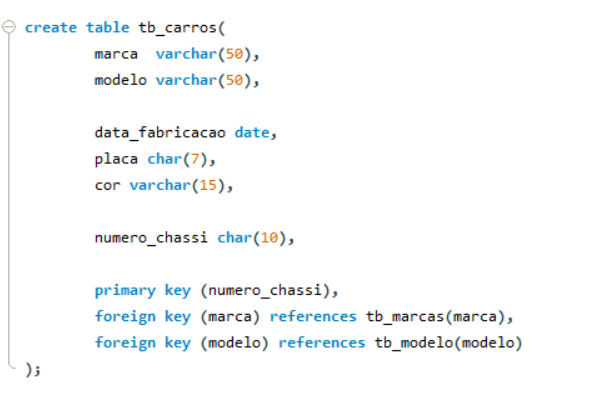 create table tb_carros(
marca  varchar(50),
modelo varchar(50),
data_fabricacao date,
placa char(7),
cor varchar(15),
numero_chassi char(10),
primary key (numero_chassi),
foreign key (marca) references tb_marcas(marca),
foreign key (modelo) references tb_modelo(modelo)
);